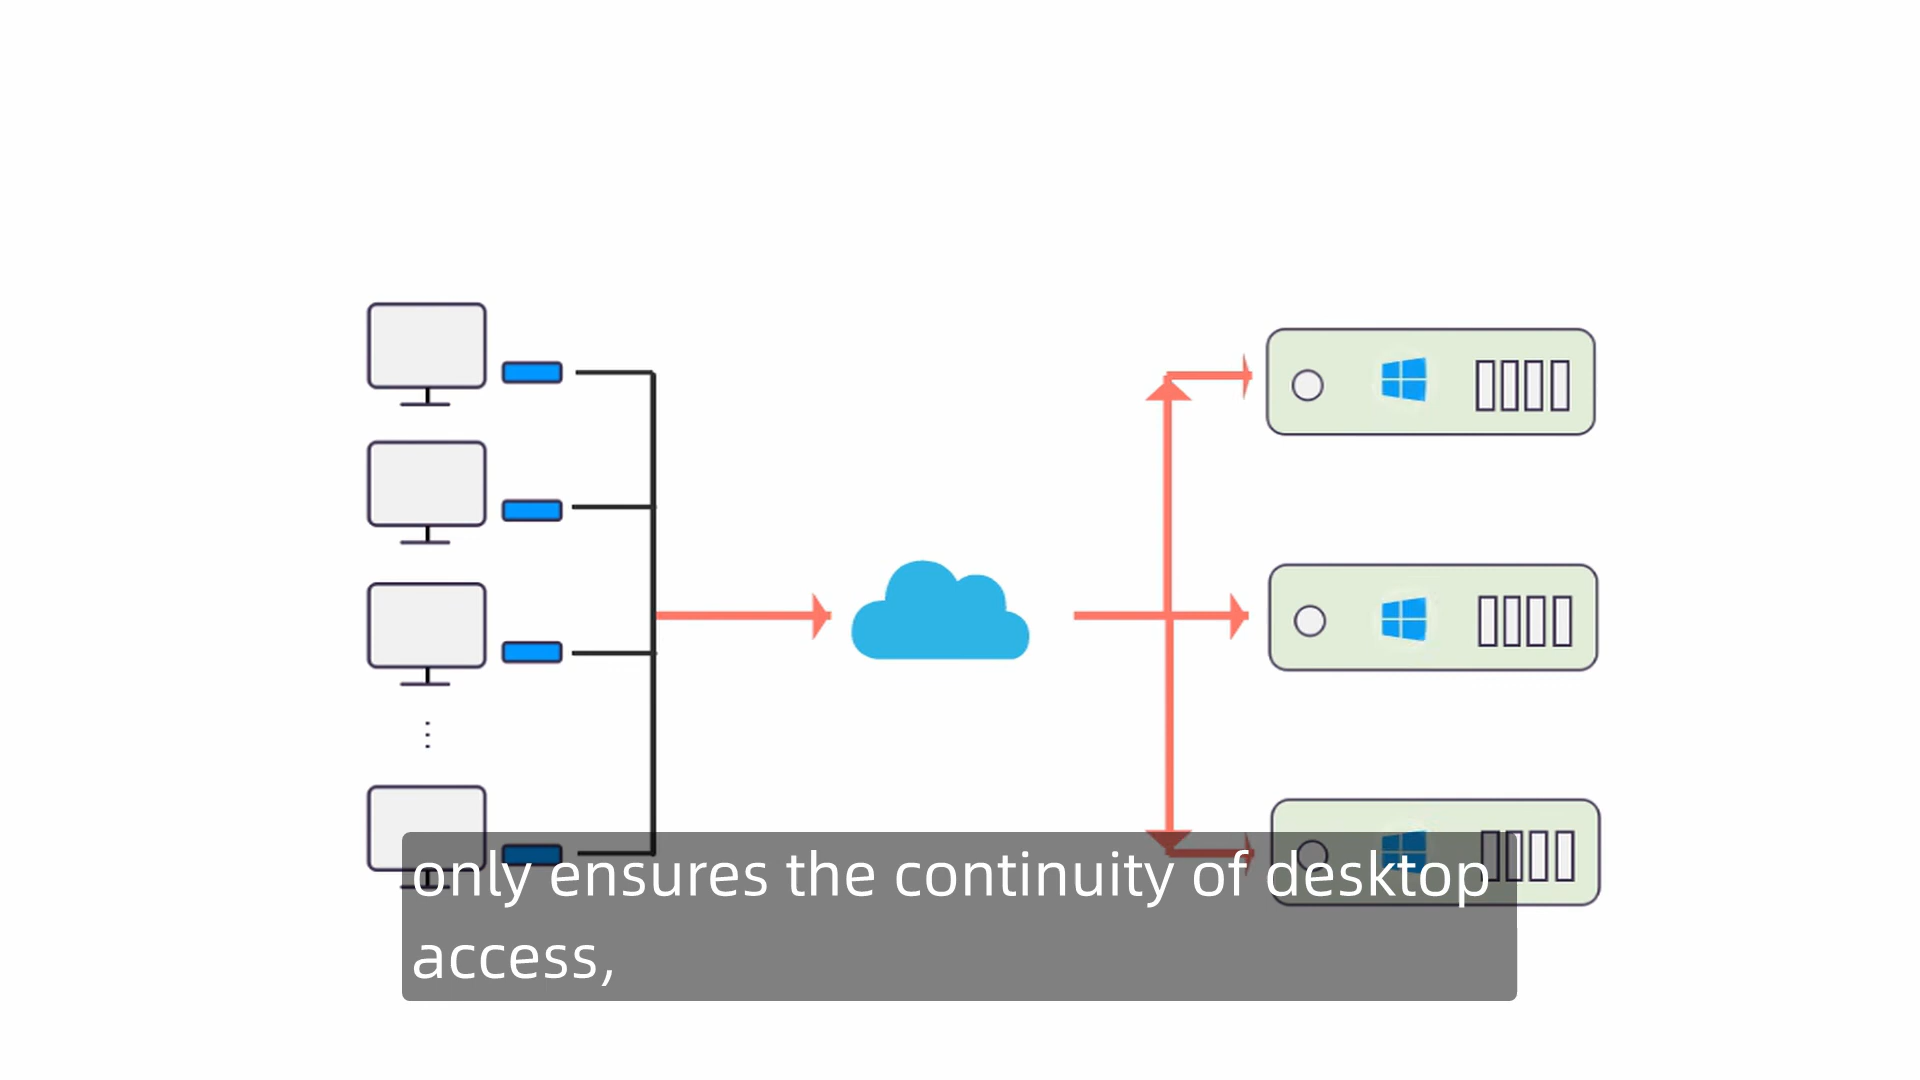 only ensures the continuity of desktop
access,